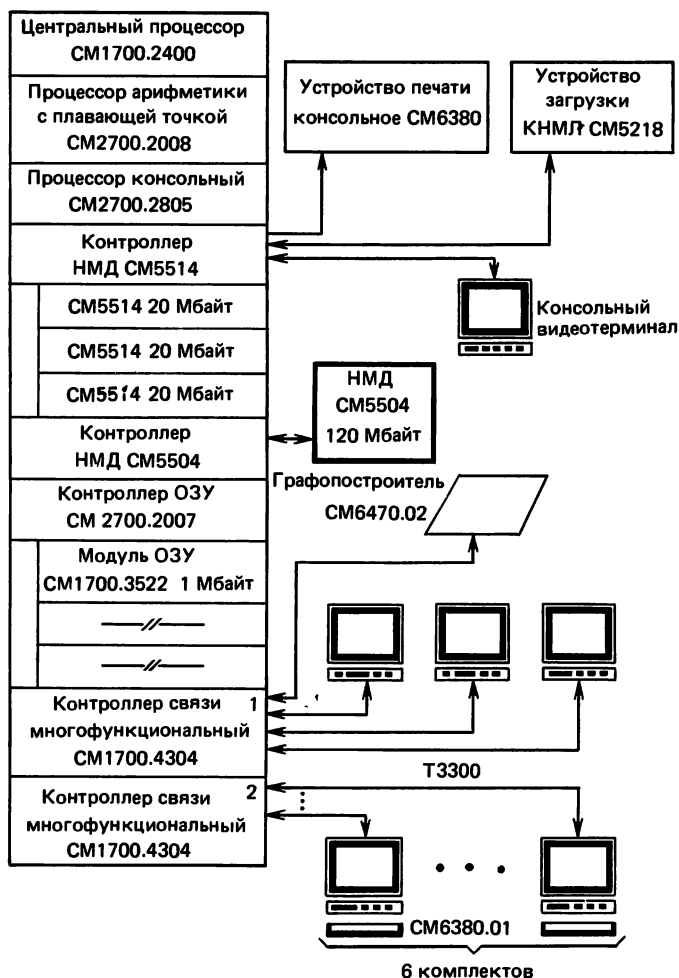 Центральный процессор
СМ1700.2400
Процессор арифметики
с плавающей точкой
СМ2700.2008
Процессор консольный
СМ2700.2805
Контроллер
НМД СМ5514
СМ5514 20 Мбайт
СМ5514 20 Мбайт
СМ5514 20 Мбайт
Контроллер
НМД СМ5504
Контроллер ОЗУ
СМ 2700.2007
Модуль ОЗУ
СМ1700.3522 1 Мбайт
—//—
—//—
Контроллер связи 1
многофункциональный
СМ1700.4304
Контроллер связи 2
многофункциональный
СМ1700.4304
Устройство печати
консольное СМ6380
Устройство
загрузки
КНМЛ СМ5218
Консольный
видеотерминал
НМД
СМ5504
120 Мбайт
Графопостроитель
СМ6470.02
Т3300
СМ6380.01
6 комплектов